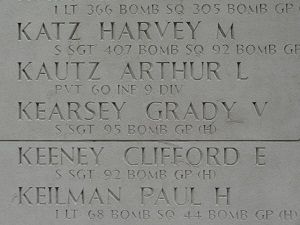 1 LT 366 BOMB SQ 305 BOMB GP
KATZ HARVEY M
S SGT 407 BOMB SQ 92 BOMB GP
KAUTZ ARTHUR L
PVT 60 INF 9 DIV
KEARSEY GRADY V
S SGT 95 BOMB GP (H)
KEENEY CLIFFORD E
S SGT 92 BOMB GP (H)
KEILMAN PAUL H
1 LT 68 BOMB SQ 44 BOMB GP (H)